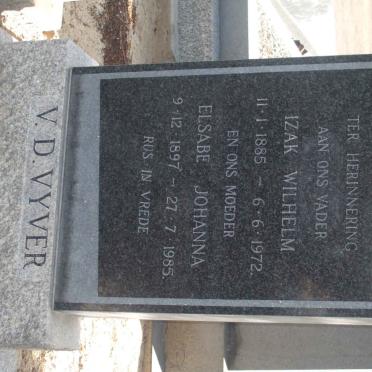 TER HERINNERING
AAN ONS VADER
IZAK WILHELM
11·1·1885 – 6·6·1972.
EN ONS MOEDER
ELSABE JOHANNA
9·12·1897 – 27·7·1985.
RUS IN VREDE
V.D. VYVER